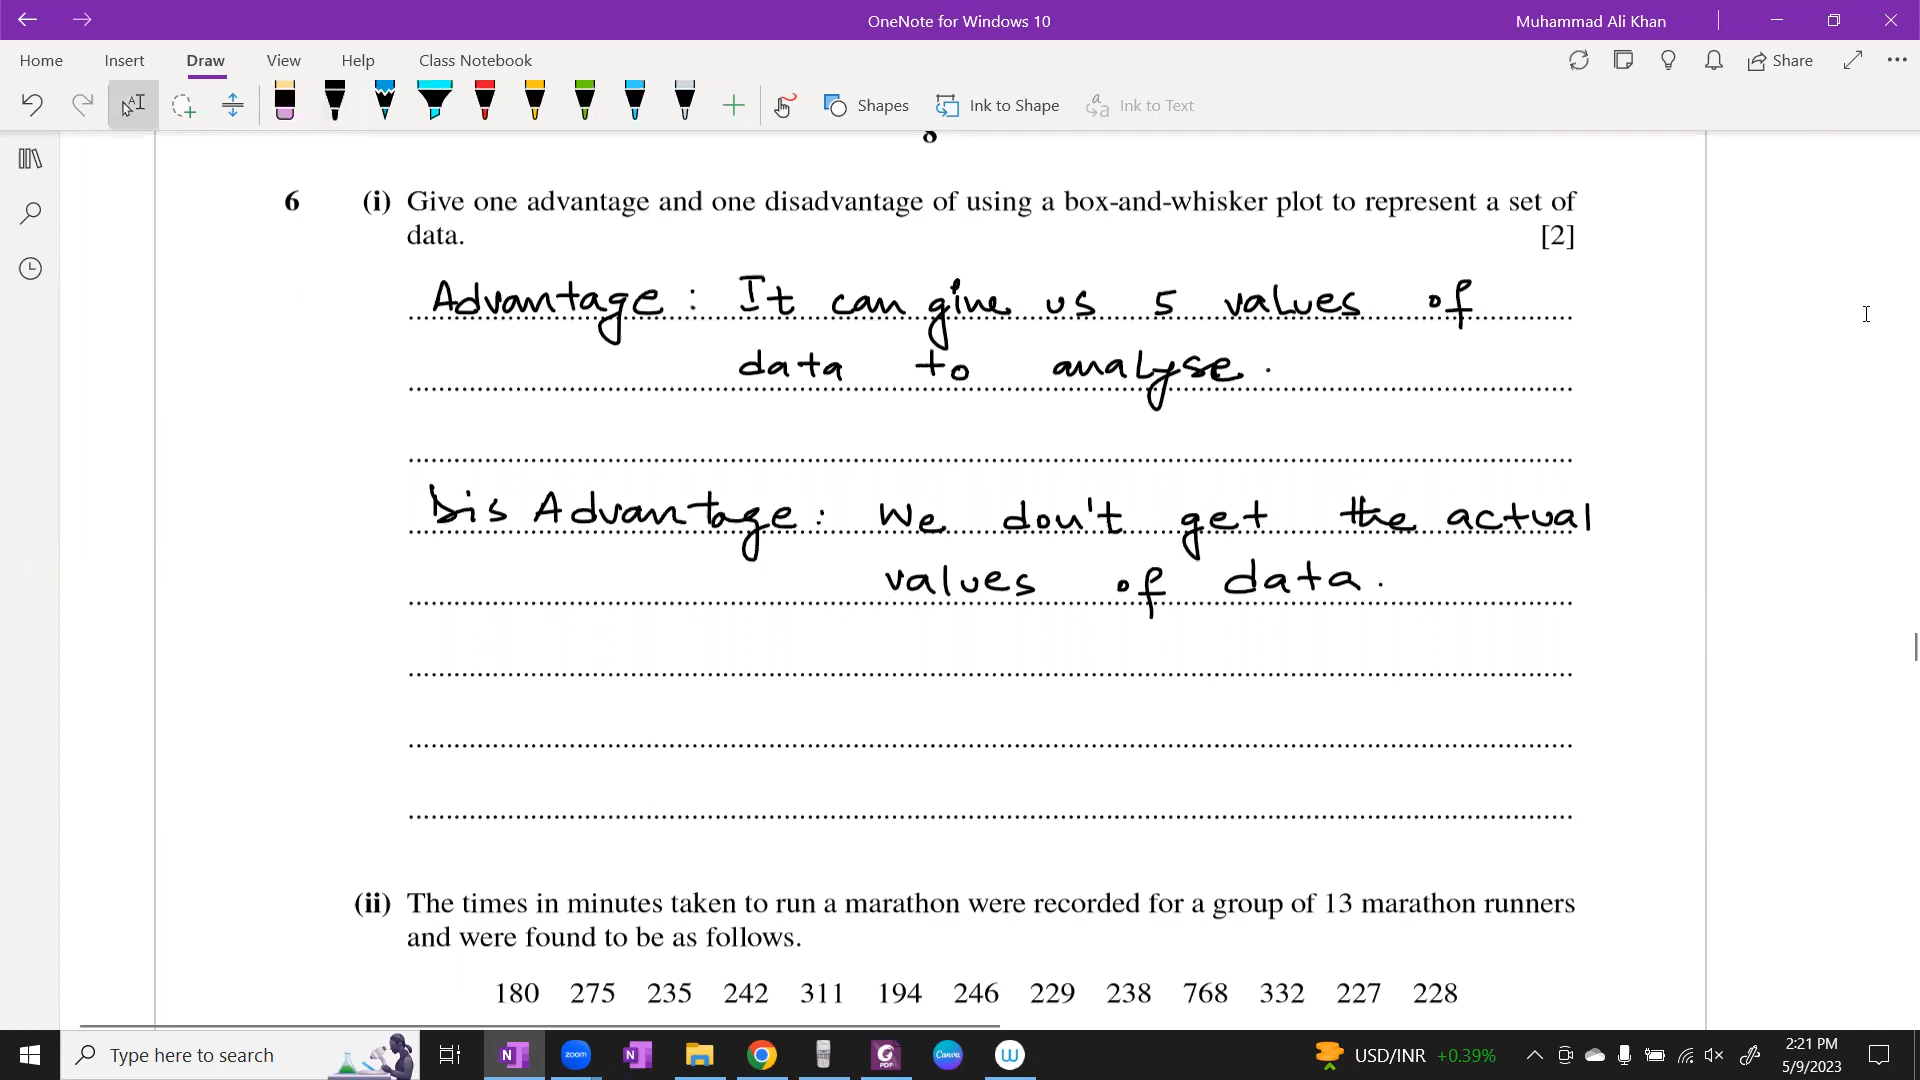 OneNote for Windows 10
Muhammad Ali Khan
Home Insert Draw View Help Class Notebook
Share
Shapes Ink to Shape Ink to Text
8
6 (i) Give one advantage and one disadvantage of using a box-and-whisker plot to represent a set of
data. [2]
Advantage: It can give us 5 values of
data to analyse.
Dis Advantage: We don't get the actual
values of data.
(ii) The times in minutes taken to run a marathon were recorded for a group of 13 marathon runners
and were found to be as follows.
180 275 235 242 311 194 246 229 238 768 332 227 228
Type here to search
zoom
PDF
Canva
W
USD/INR +0.39%
2:21 PM
5/9/2023